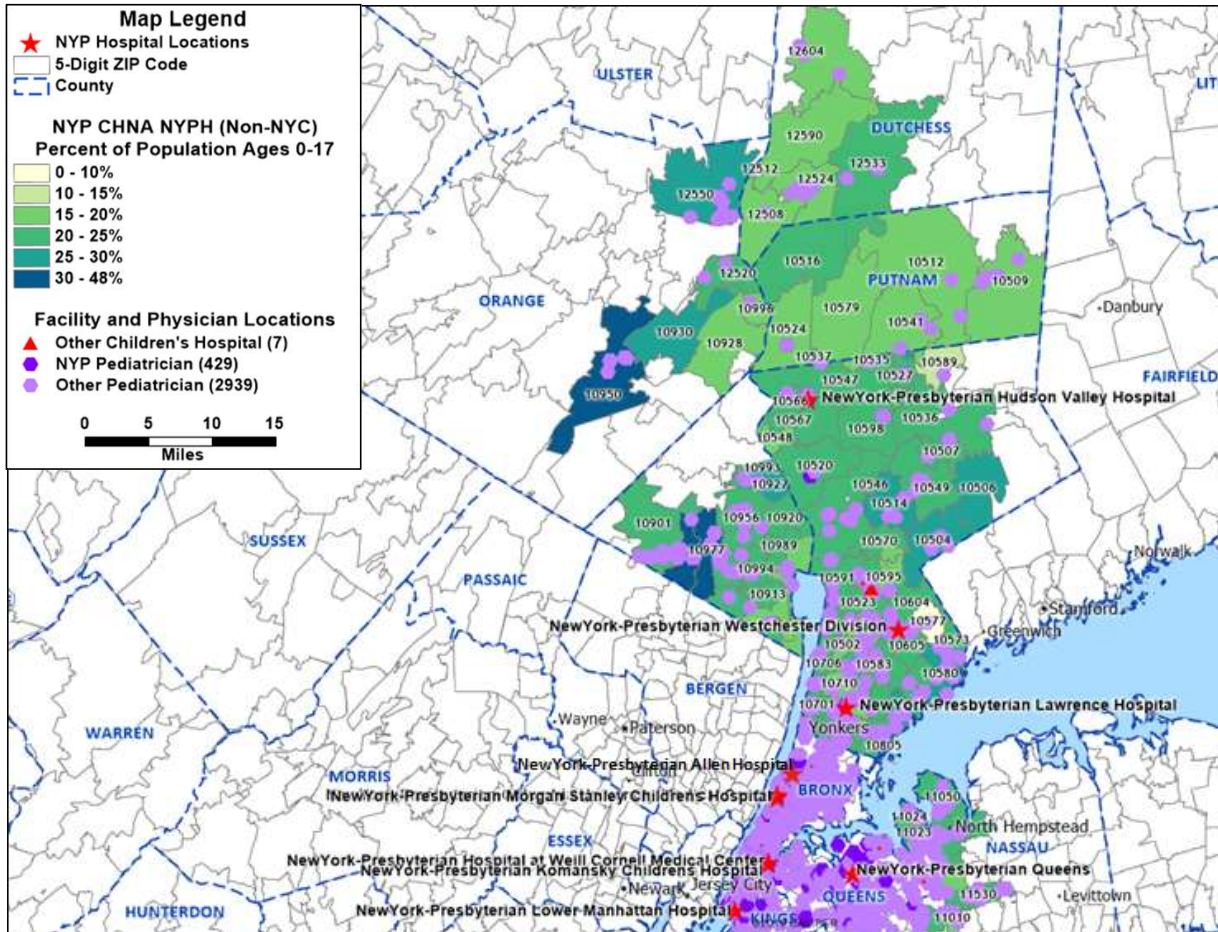 Map Legend
NYP Hospital Locations
5-Digit ZIP Code
County
NYP CHNA NYPH (Non-NYC)
Percent of Population Ages 0-17
0 - 10%
10 - 15%
15 - 20%
20 - 25%
25 - 30%
30 - 48%
Facility and Physician Locations
Other Children's Hospital (7)
NYP Pediatrician (429)
Other Pediatrician (2939)
0 5 10 15
Miles
12604
ULSTER
LIT
12590
DUTCHESS
12512
12533
12524
12550
12508
10516
10512
12520
PUTNAM
10509
ORANGE
10996
10579
Danbury
10930
10524
10541
10928
10537
10535
10589
10527
10547
FAIRFIELD
10950
10566
NewYork-Presbyterian Hudson Valley Hospital
10567
10536
10598
10548
10507
10993
10520
10927
10546
10549
10506
10514
10901
10956
10920
10570
10504
SUSSEX
10989
10977
Norwalk
PASSAIC
10994
10591
10595
10913
10523
10604
Stamford
NewYork-Presbyterian Westchester Division
10577
10573
Greenwich
10502
10605
10706
10583
10580
BERGEN
10710
10701
NewYork-Presbyterian Lawrence Hospital
Wayne
Paterson
Yonkers
WARREN
10805
NewYork-Presbyterian Allen Hospital
Clifton
MORRIS
BRONX
NewYork-Presbyterian Morgan Stanley Childrens Hospital
11050
11024
North Hempstead
11023
ESSEX
NASSAU
NewYork-Presbyterian Hospital at Weill Cornell Medical Center
NewYork-Presbyterian Komansky Childrens Hospital
NewYork-Presbyterian Queens
Newark
Jersey City
QUEENS
11530
Levittown
HUNTERDON
NewYork-Presbyterian Lower Manhattan Hospital
KINGS
11010